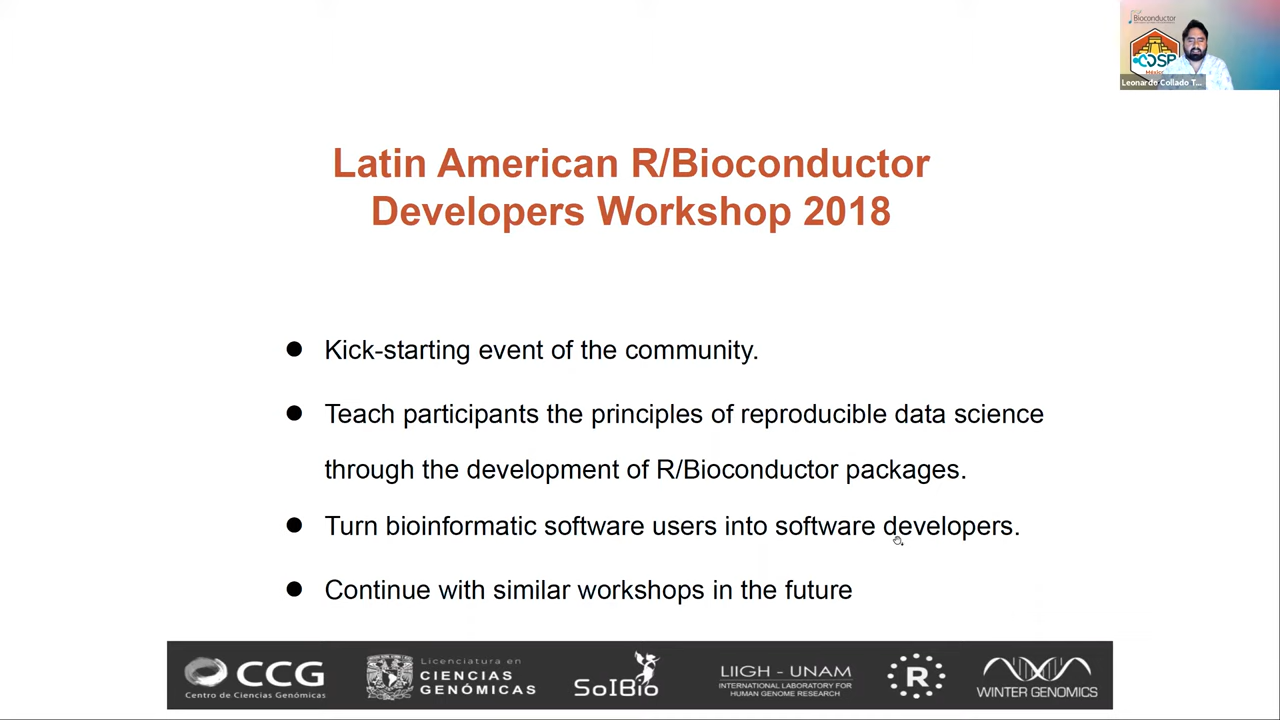 Bioconductor
CDSB
México
Leonardo Collado T...
Latin American R/Bioconductor
Developers Workshop 2018
● Kick-starting event of the community.
● Teach participants the principles of reproducible data science
through the development of R/Bioconductor packages.
● Turn bioinformatic software users into software developers.
● Continue with similar workshops in the future
CCG
Centro de Ciencias Genómicas
Licenciatura en
CIENCIAS
GENÓMICAS
SoIBio
LIIGH - UNAM
INTERNATIONAL LABORATORY FOR
HUMAN GENOME RESEARCH
R
WINTER GENOMICS